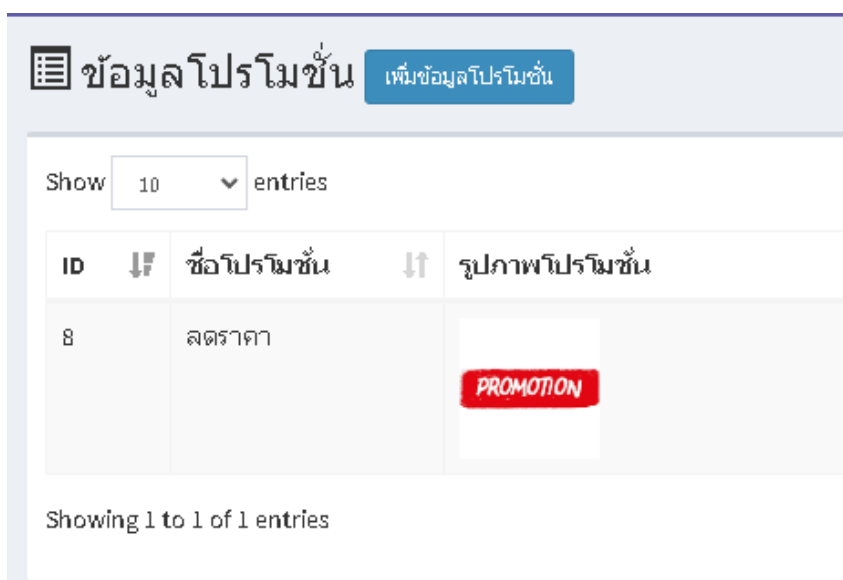 ข้อมูลโปรโมชั่น เพิ่มข้อมูลโปรโมชั่น
Show 10 entries
ID ชื่อโปรโมชั่น รูปภาพโปรโมชั่น
8 ลดราคา PROMOTION
Showing 1 to 1 of 1 entries